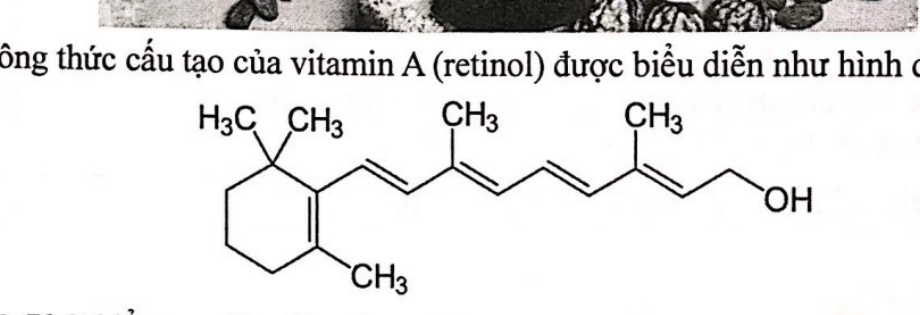 ông thức cấu tạo của vitamin A (retinol) được biểu diễn như hình
H₃C CH₃ CH₃ CH₃
OH
CH₃